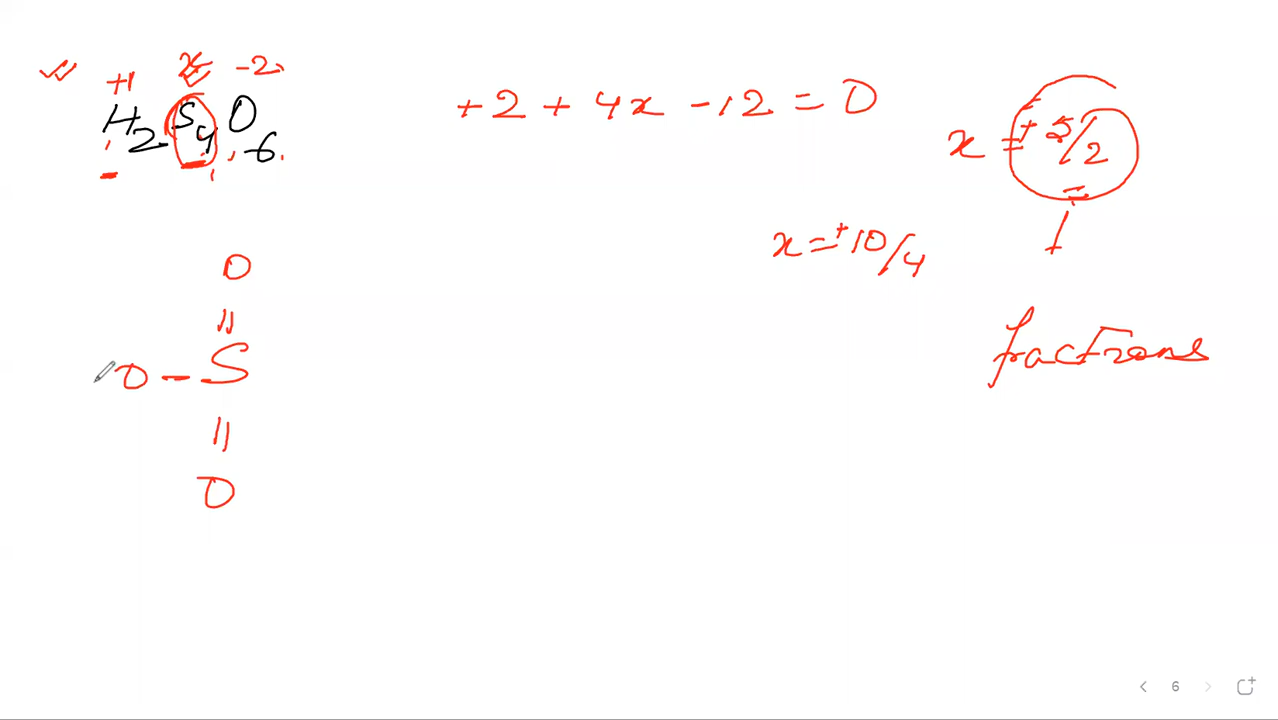 +1 x -2
H2S4O6
+2 + 4x - 12 = 0
x = + 5/2
x = +10/4
fractions
O
||
O - S
||
O
6